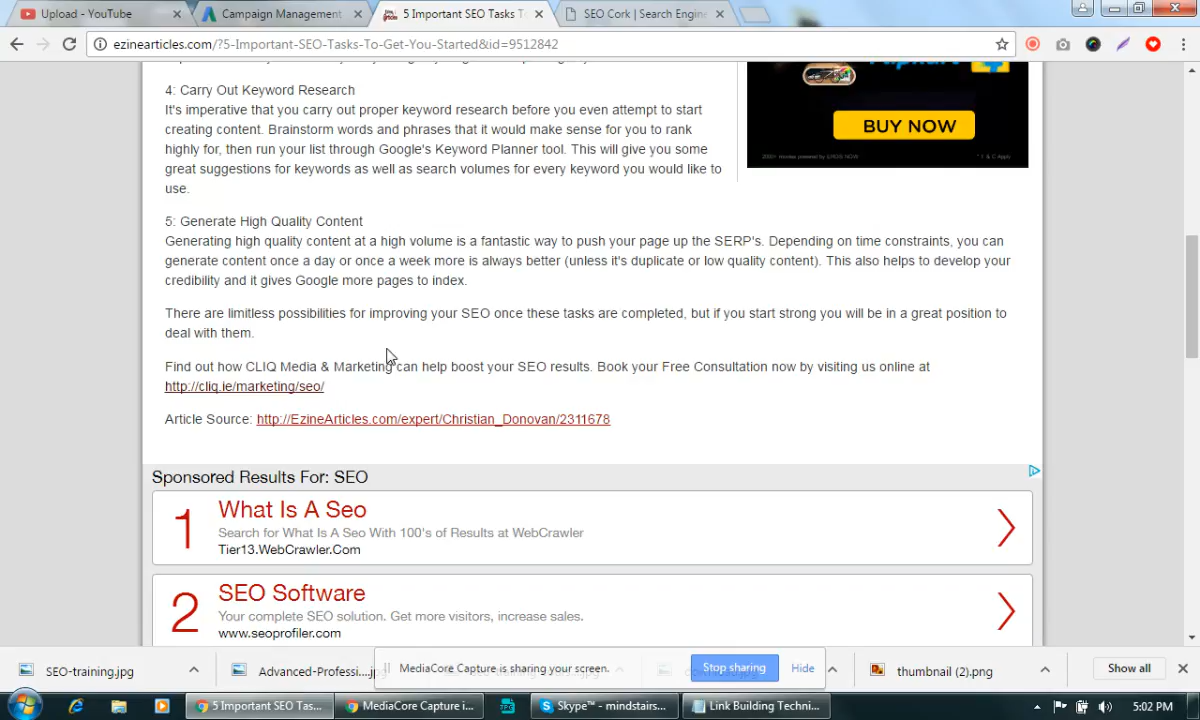 Upload - YouTube
Campaign Management
5 Important SEO Tasks T
SEO Cork | Search Engin
ezinearticles.com/?5-Important-SEO-Tasks-To-Get-You-Started&id=9512842
4: Carry Out Keyword Research
It's imperative that you carry out proper keyword research before you even attempt to start
creating content. Brainstorm words and phrases that it would make sense for you to rank
highly for, then run your list through Google's Keyword Planner tool. This will give you some
great suggestions for keywords as well as search volumes for every keyword you would like to
use.
BUY NOW
5: Generate High Quality Content
Generating high quality content at a high volume is a fantastic way to push your page up the SERP's. Depending on time constraints, you can
generate content once a day or once a week more is always better (unless it's duplicate or low quality content). This also helps to develop your
credibility and it gives Google more pages to index.
There are limitless possibilities for improving your SEO once these tasks are completed, but if you start strong you will be in a great position to
deal with them.
Find out how CLIQ Media & Marketing can help boost your SEO results. Book your Free Consultation now by visiting us online at
http://cliq.ie/marketing/seo/
Article Source: http://EzineArticles.com/expert/Christian_Donovan/2311678
Sponsored Results For: SEO
1
What Is A Seo
Search for What Is A Seo With 100's of Results at WebCrawler
Tier13.WebCrawler.Com
2
SEO Software
Your complete SEO solution. Get more visitors, increase sales.
www.seoprofiler.com
SEO-training.jpg
Advanced-Professi....jpg
MediaCore Capture is sharing your screen.
Stop sharing
Hide
thumbnail (2).png
Show all
5 Important SEO Tas...
MediaCore Capture i...
Skype™ - mindstairs...
Link Building Techni...
5:02 PM